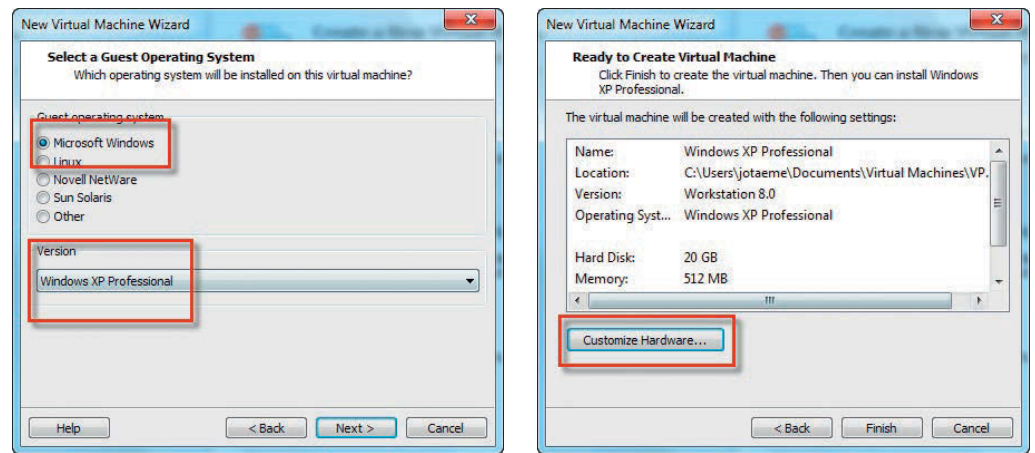 New Virtual Machine Wizard
Select a Guest Operating System
Which operating system will be installed on this virtual machine?
Guest operating system
Microsoft Windows
Linux
Novell NetWare
Sun Solaris
Other
Version
Windows XP Professional
Help
< Back
Next >
Cancel
New Virtual Machine Wizard
Ready to Create Virtual Machine
Click Finish to create the virtual machine. Then you can install Windows
XP Professional.
The virtual machine will be created with the following settings:
Name: Windows XP Professional
Location: C:\Users\jotaeme\Documents\Virtual Machines\VP.
Version: Workstation 8.0
Operating Syst... Windows XP Professional
Hard Disk: 20 GB
Memory: 512 MB
Customize Hardware...
< Back
Finish
Cancel